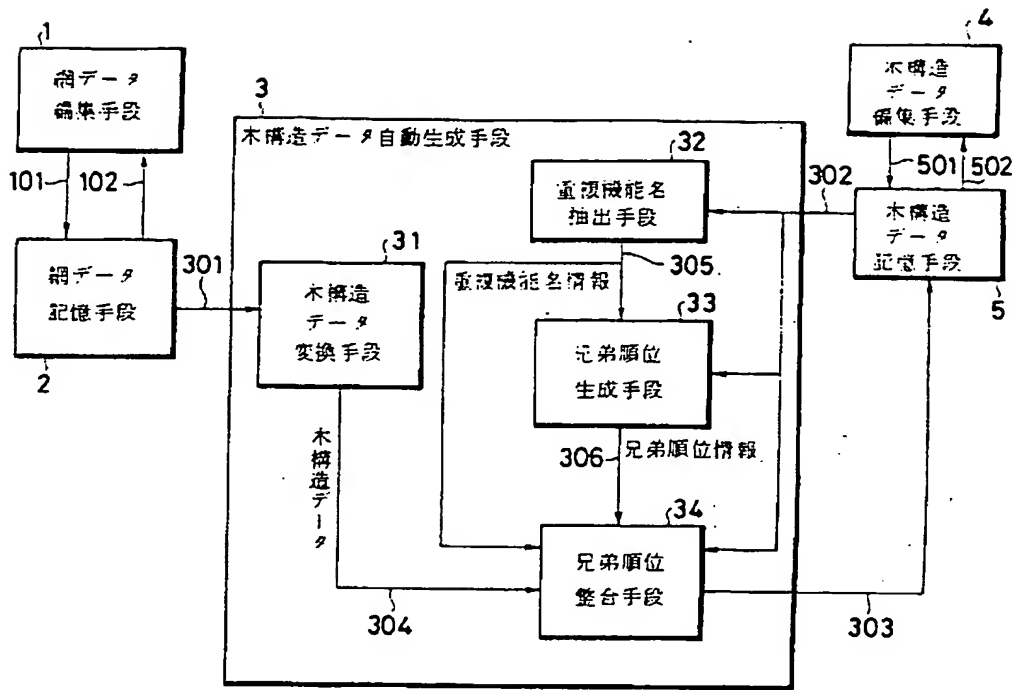 1
網データ
編集手段
101
102
網データ
記憶手段
2
301
3
木構造データ自動生成手段
31
木構造
データ
変換手段
木構造データ
304
32
重複機能名
抽出手段
305
重複機能名情報
33
兄弟順位
生成手段
306
兄弟順位情報
34
兄弟順位
整合手段
303
302
4
木構造
データ
編集手段
501
502
木構造
データ
記憶手段
5